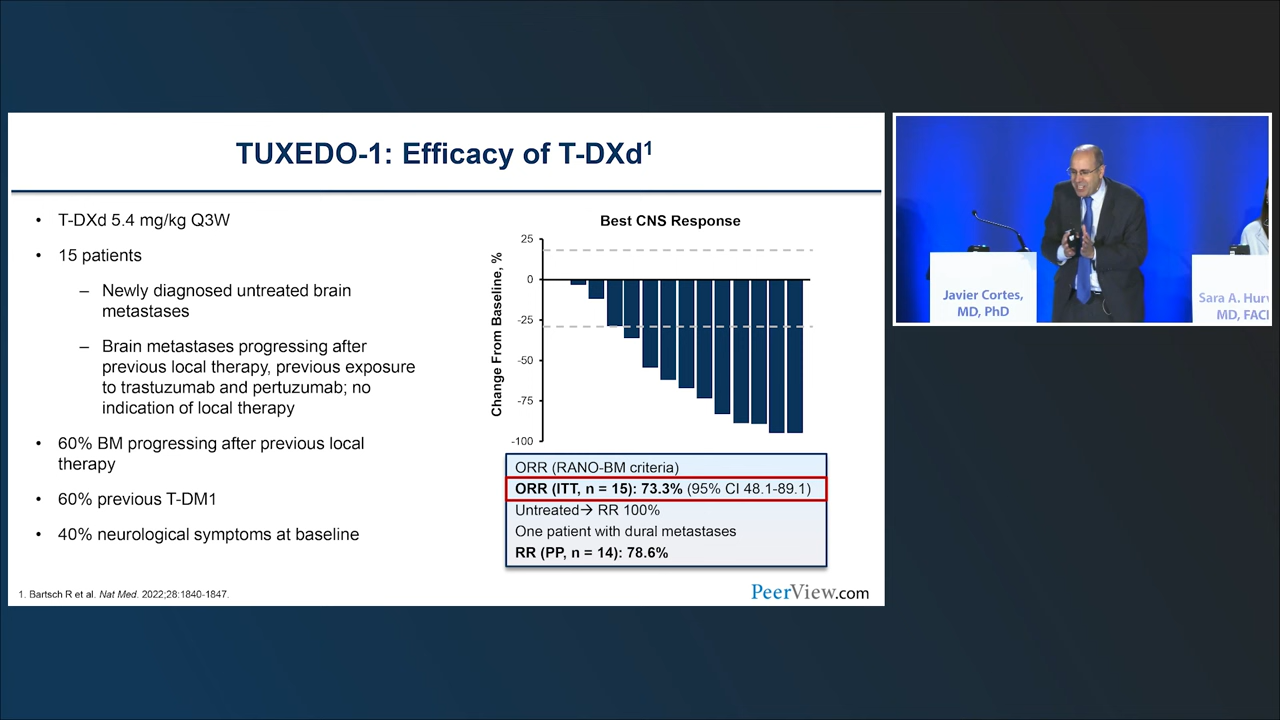 TUXEDO-1: Efficacy of T-DXd1
• T-DXd 5.4 mg/kg Q3W
• 15 patients
– Newly diagnosed untreated brain
metastases
– Brain metastases progressing after
previous local therapy, previous exposure
to trastuzumab and pertuzumab; no
indication of local therapy
• 60% BM progressing after previous local
therapy
• 60% previous T-DM1
• 40% neurological symptoms at baseline
Best CNS Response
Change From Baseline, %
25
0
-25
-50
-75
-100
ORR (RANO-BM criteria)
ORR (ITT, n = 15): 73.3% (95% CI 48.1-89.1)
Untreated→ RR 100%
One patient with dural metastases
RR (PP, n = 14): 78.6%
1. Bartsch R et al. Nat Med. 2022;28:1840-1847.
PeerView.com
Javier Cortes,
MD, PhD
Sara A. Hurv
MD, FACI